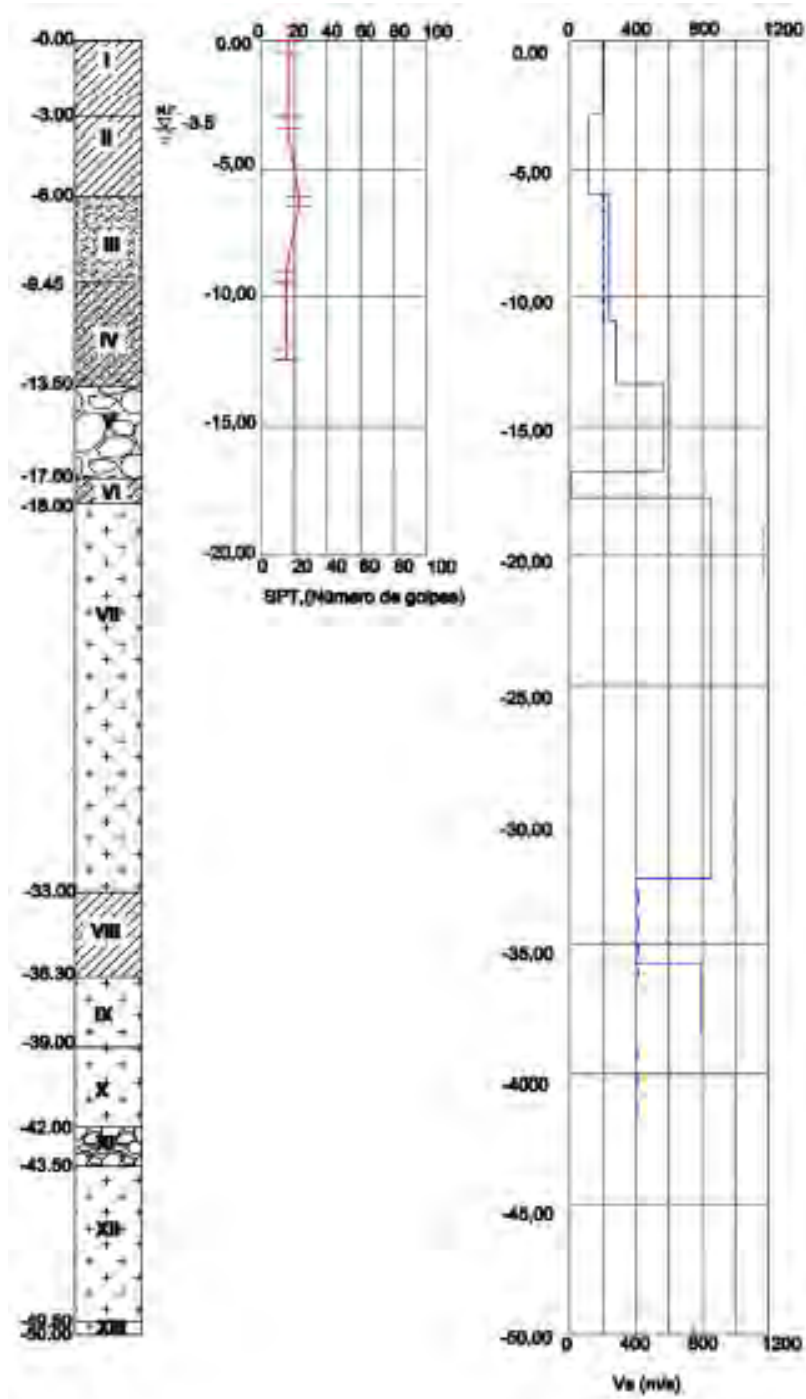 -0.00
I
-3.00
II
-6.00
III
-9.45
IV
-13.50
V
-17.00
VI
-18.00
VII
-33.00
VIII
-36.30
IX
-39.00
X
-42.00
XI
-43.50
XII
-49.50
-50.00
XIII
N.F
-3.5
0 20 40 60 80 100
0.00
-5,00
-10,00
-15,00
-20.00
0 20 40 60 80 100
SPT,(Número de golpes)
0 400 800 1200
0.00
-5,00
-10,00
-15,00
-20,00
-25,00
-30,00
-35,00
-4000
-45,00
-50,00
0 400 800 1200
Vs (m/s)